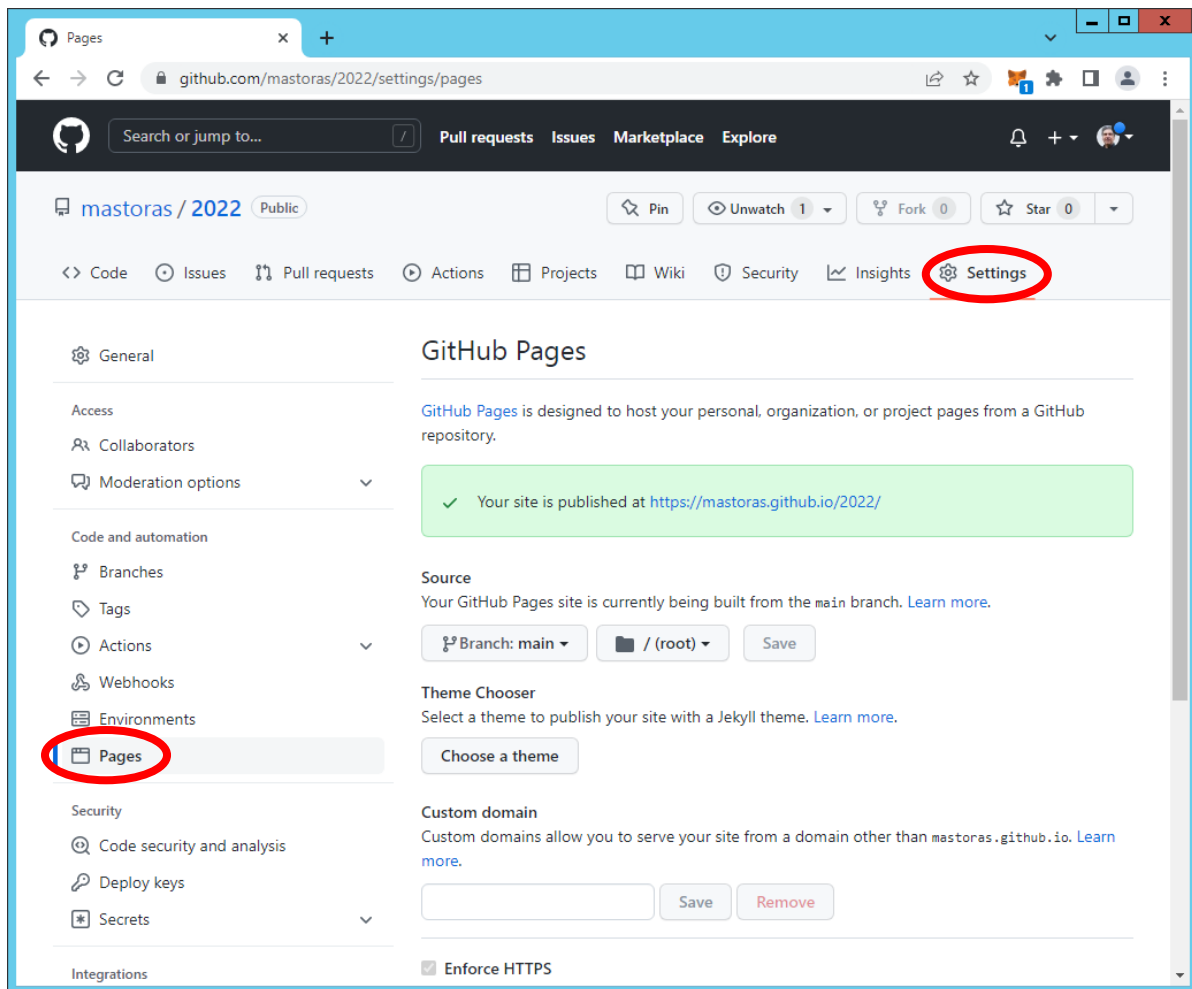 Pages
github.com/mastoras/2022/settings/pages
1
Search or jump to... /
Pull requests Issues Marketplace Explore
mastoras / 2022 Public
Pin Unwatch 1 Fork 0 Star 0
Code Issues Pull requests Actions Projects Wiki Security Insights Settings
General
Access
Collaborators
Moderation options
Code and automation
Branches
Tags
Actions
Webhooks
Environments
Pages
Security
Code security and analysis
Deploy keys
Secrets
Integrations
GitHub Pages
GitHub Pages is designed to host your personal, organization, or project pages from a GitHub
repository.
Your site is published at https://mastoras.github.io/2022/
Source
Your GitHub Pages site is currently being built from the main branch. Learn more.
Branch: main / (root) Save
Theme Chooser
Select a theme to publish your site with a Jekyll theme. Learn more.
Choose a theme
Custom domain
Custom domains allow you to serve your site from a domain other than mastoras.github.io. Learn
more.
Save Remove
Enforce HTTPS